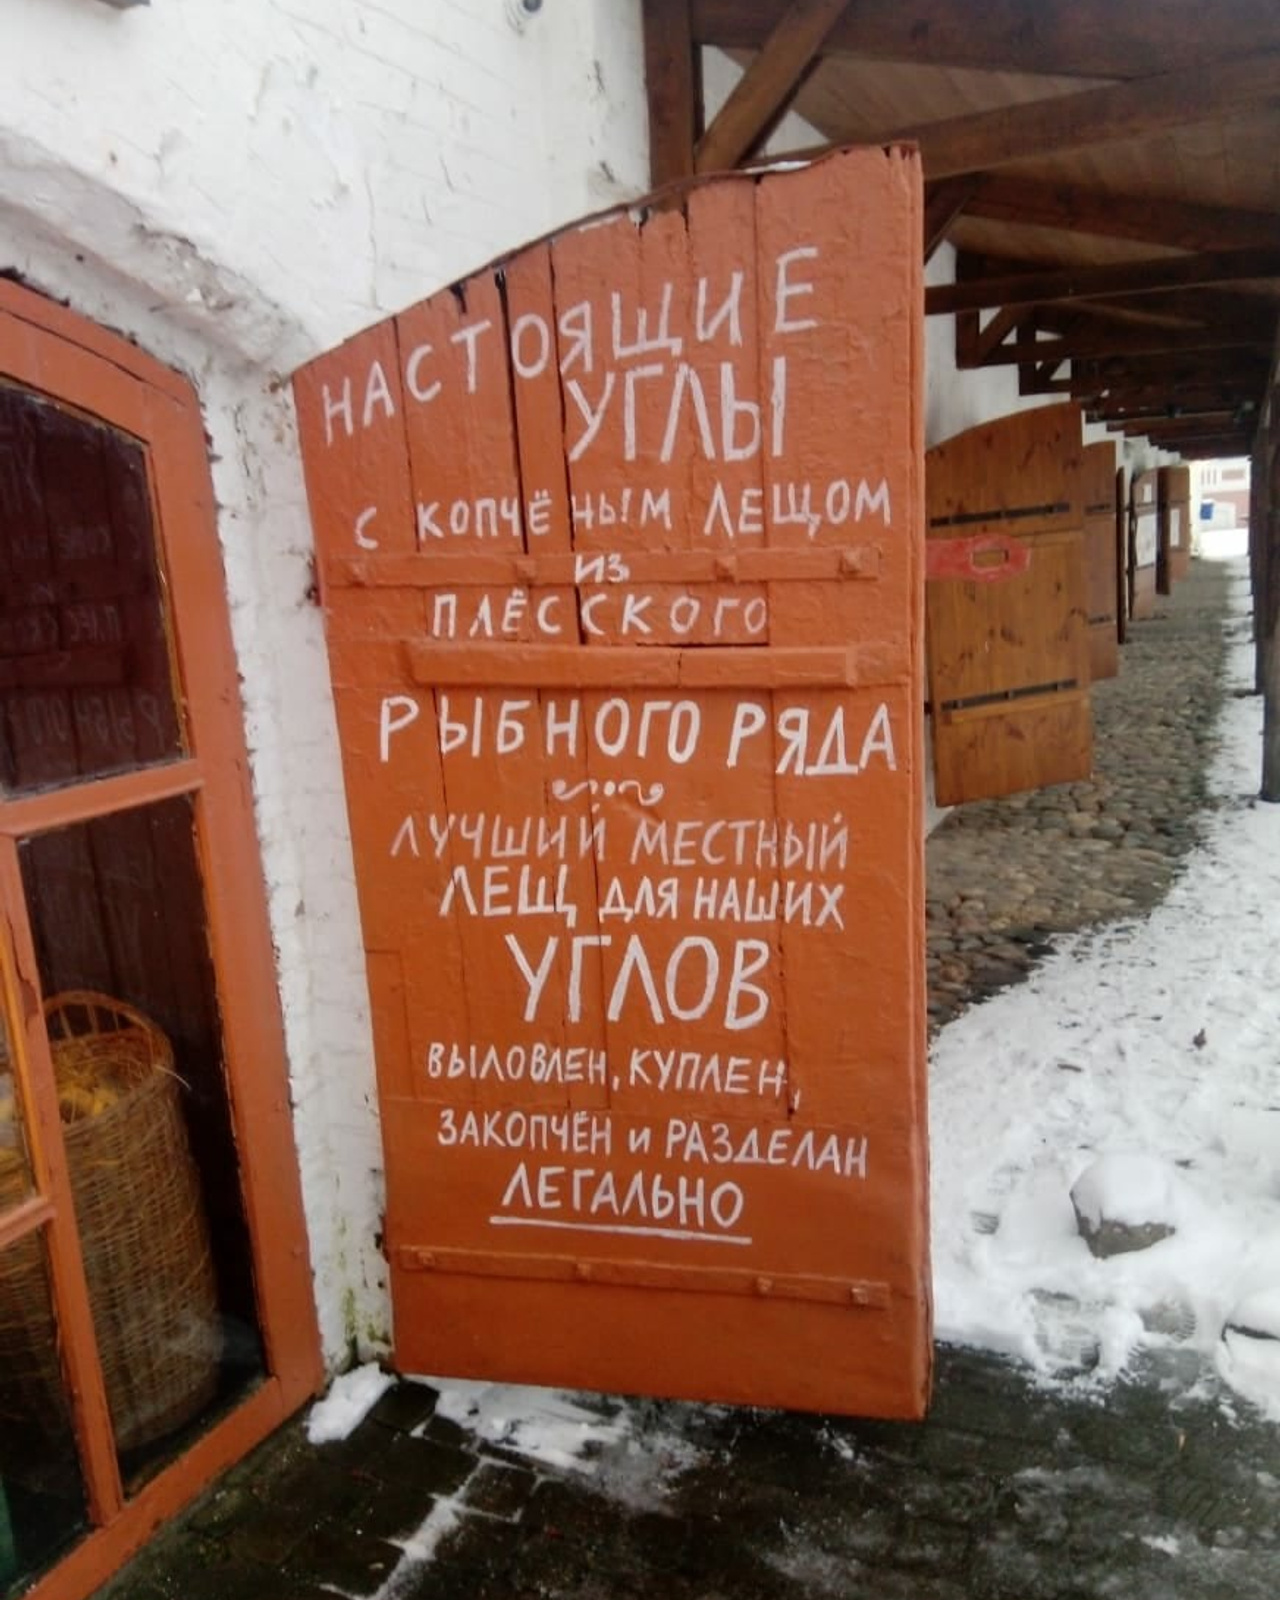 НАСТОЯЩИЕ
УГЛЫ
С КОПЧЁНЫМ ЛЕЩОМ
ИЗ
ПЛЁССКОГО
РЫБНОГО РЯДА
ЛУЧШИЙ МЕСТНЫЙ
ЛЕЩ ДЛЯ НАШИХ
УГЛОВ
ВЫЛОВЛЕН, КУПЛЕН,
ЗАКОПЧЁН и РАЗДЕЛАН
ЛЕГАЛЬНО